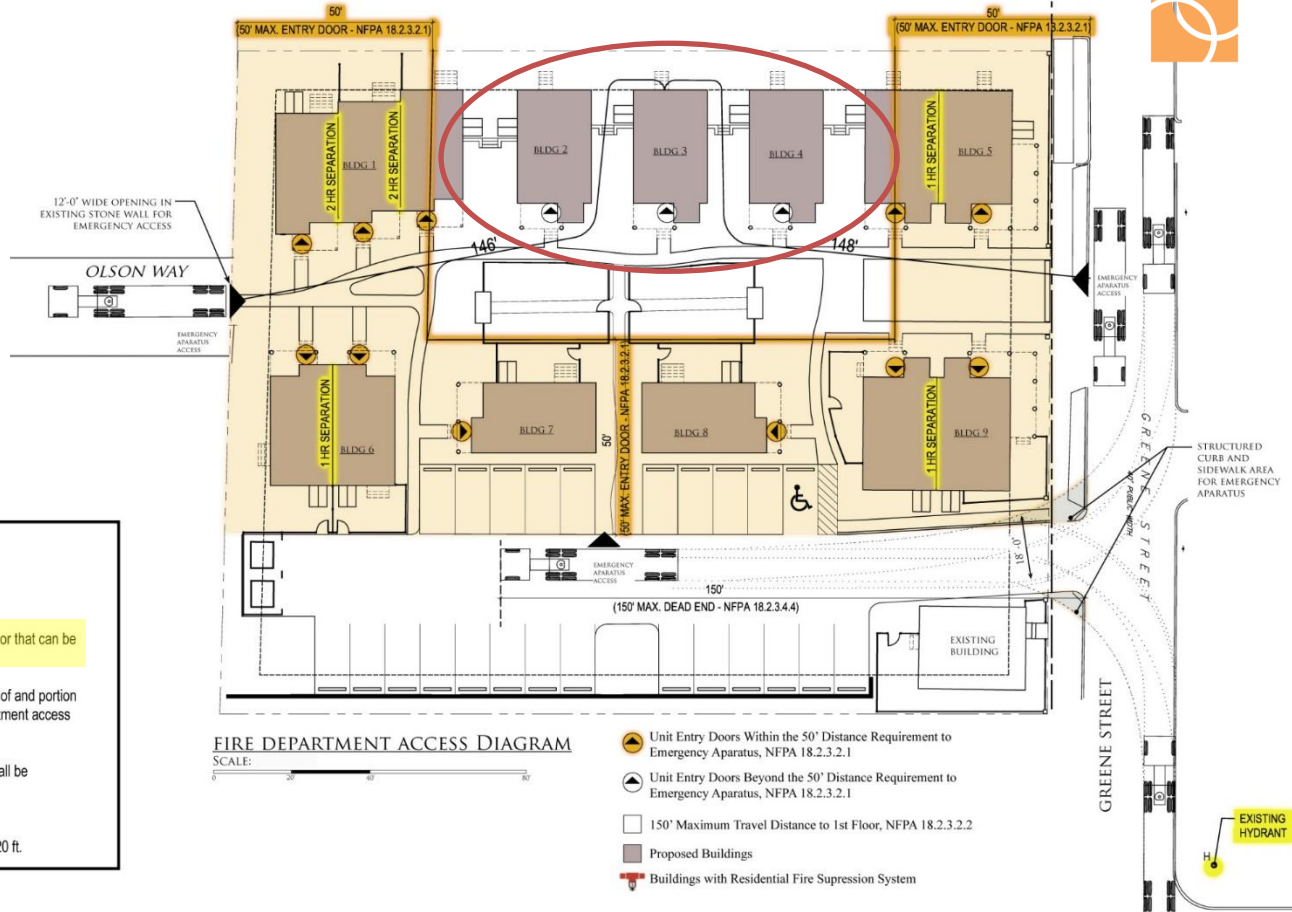 50'
(50' MAX. ENTRY DOOR - NFPA 18.2.3.2.1)
50'
(50' MAX. ENTRY DOOR - NFPA 18.2.3.2.1)
2 HR SEPARATION
BLDG 1
2 HR SEPARATION
BLDG 2
BLDG 3
BLDG 4
1 HR SEPARATION
BLDG 5
12'-0" WIDE OPENING IN
EXISTING STONE WALL FOR
EMERGENCY ACCESS
OLSON WAY
EMERGENCY
APARATUS
ACCESS
146'
148'
EMERGENCY
APARATUS
ACCESS
1 HR SEPARATION
BLDG 6
BLDG 7
50'
(50' MAX. ENTRY DOOR - NFPA 18.2.3.2.1)
BLDG 8
1 HR SEPARATION
BLDG 9
GREENE STREET
STRUCTURED
CURB AND
SIDEWALK AREA
FOR EMERGENCY
APARATUS
18'-0"
EMERGENCY
APARATUS
ACCESS
150'
(150' MAX. DEAD END - NFPA 18.2.3.4.4)
EXISTING
BUILDING
or that can be
of and portion
tment access
all be
20 ft.
FIRE DEPARTMENT ACCESS DIAGRAM
SCALE:
0 20' 40' 80'
Unit Entry Doors Within the 50' Distance Requirement to
Emergency Aparatus, NFPA 18.2.3.2.1
Unit Entry Doors Beyond the 50' Distance Requirement to
Emergency Aparatus, NFPA 18.2.3.2.1
150' Maximum Travel Distance to 1st Floor, NFPA 18.2.3.2.2
Proposed Buildings
Buildings with Residential Fire Supression System
GREENE STREET
EXISTING
HYDRANT
H